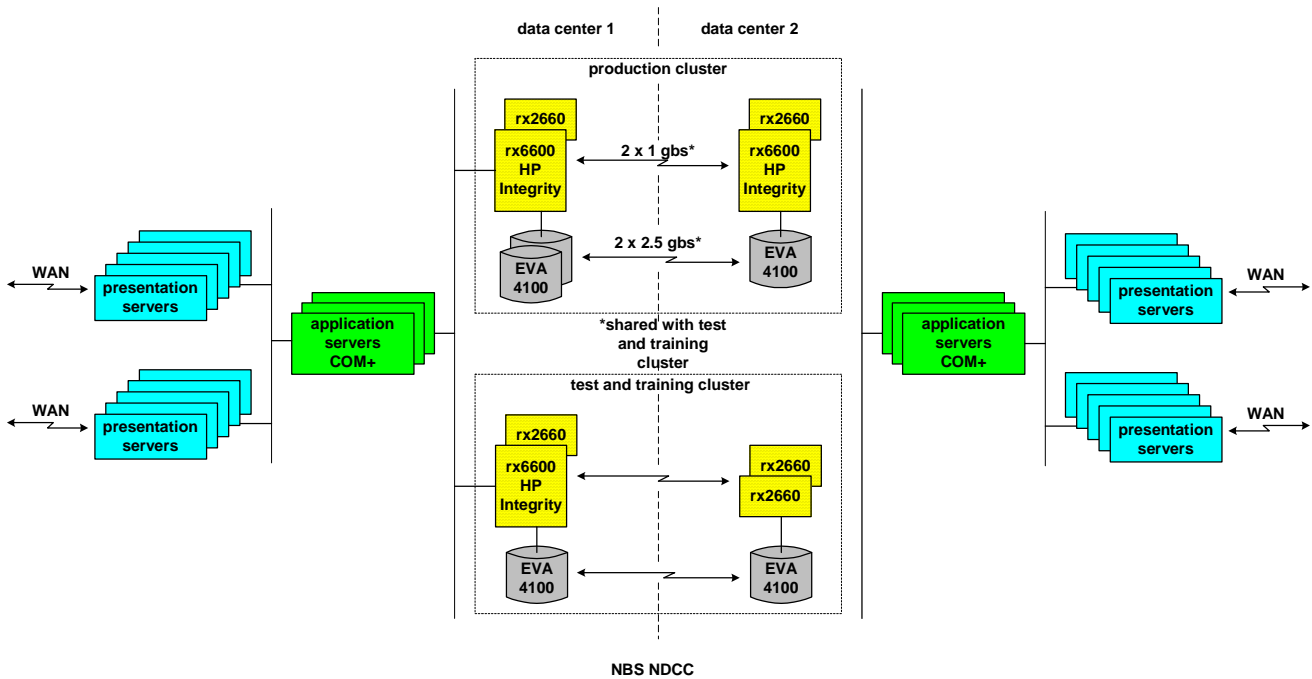 data center 1
data center 2
production cluster
rx2660
rx2660
rx6600
HP
Integrity
2 x 1 gbs*
rx6600
HP
Integrity
EVA
4100
2 x 2.5 gbs*
EVA
4100
WAN
presentation
servers
application
servers
COM+
*shared with test
and training
cluster
application
servers
COM+
presentation
servers
WAN
test and training cluster
WAN
presentation
servers
rx2660
rx6600
HP
Integrity
rx2660
rx2660
presentation
servers
WAN
EVA
4100
EVA
4100
NBS NDCC